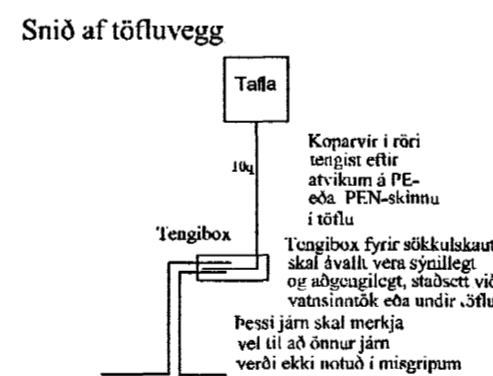 Snið af töfluvegg
Tafla
Koparvír í röri
tengist eftir
10q
atvikum á PE-
eða PEN-skinnu
í töflu
Tengibox
Tengibox fyrir sökkulskaut
skal ávallt vera sýnilegt
og aðgengilegt, staðsett við
vatnsinntök eða undir töflu
Þessi járn skal merkja
vel til að önnur járn
verði ekki notuð í misgripum